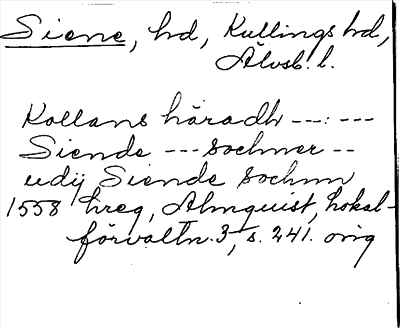 Siene, hd, Kullings hd,
Älvsb. l.
Kollans häradh ---:---
Siende --- sochner --
udij Siende sochnn
1558 hreg, Almquist, lokal-
förvaltn. 3, s. 241. orig